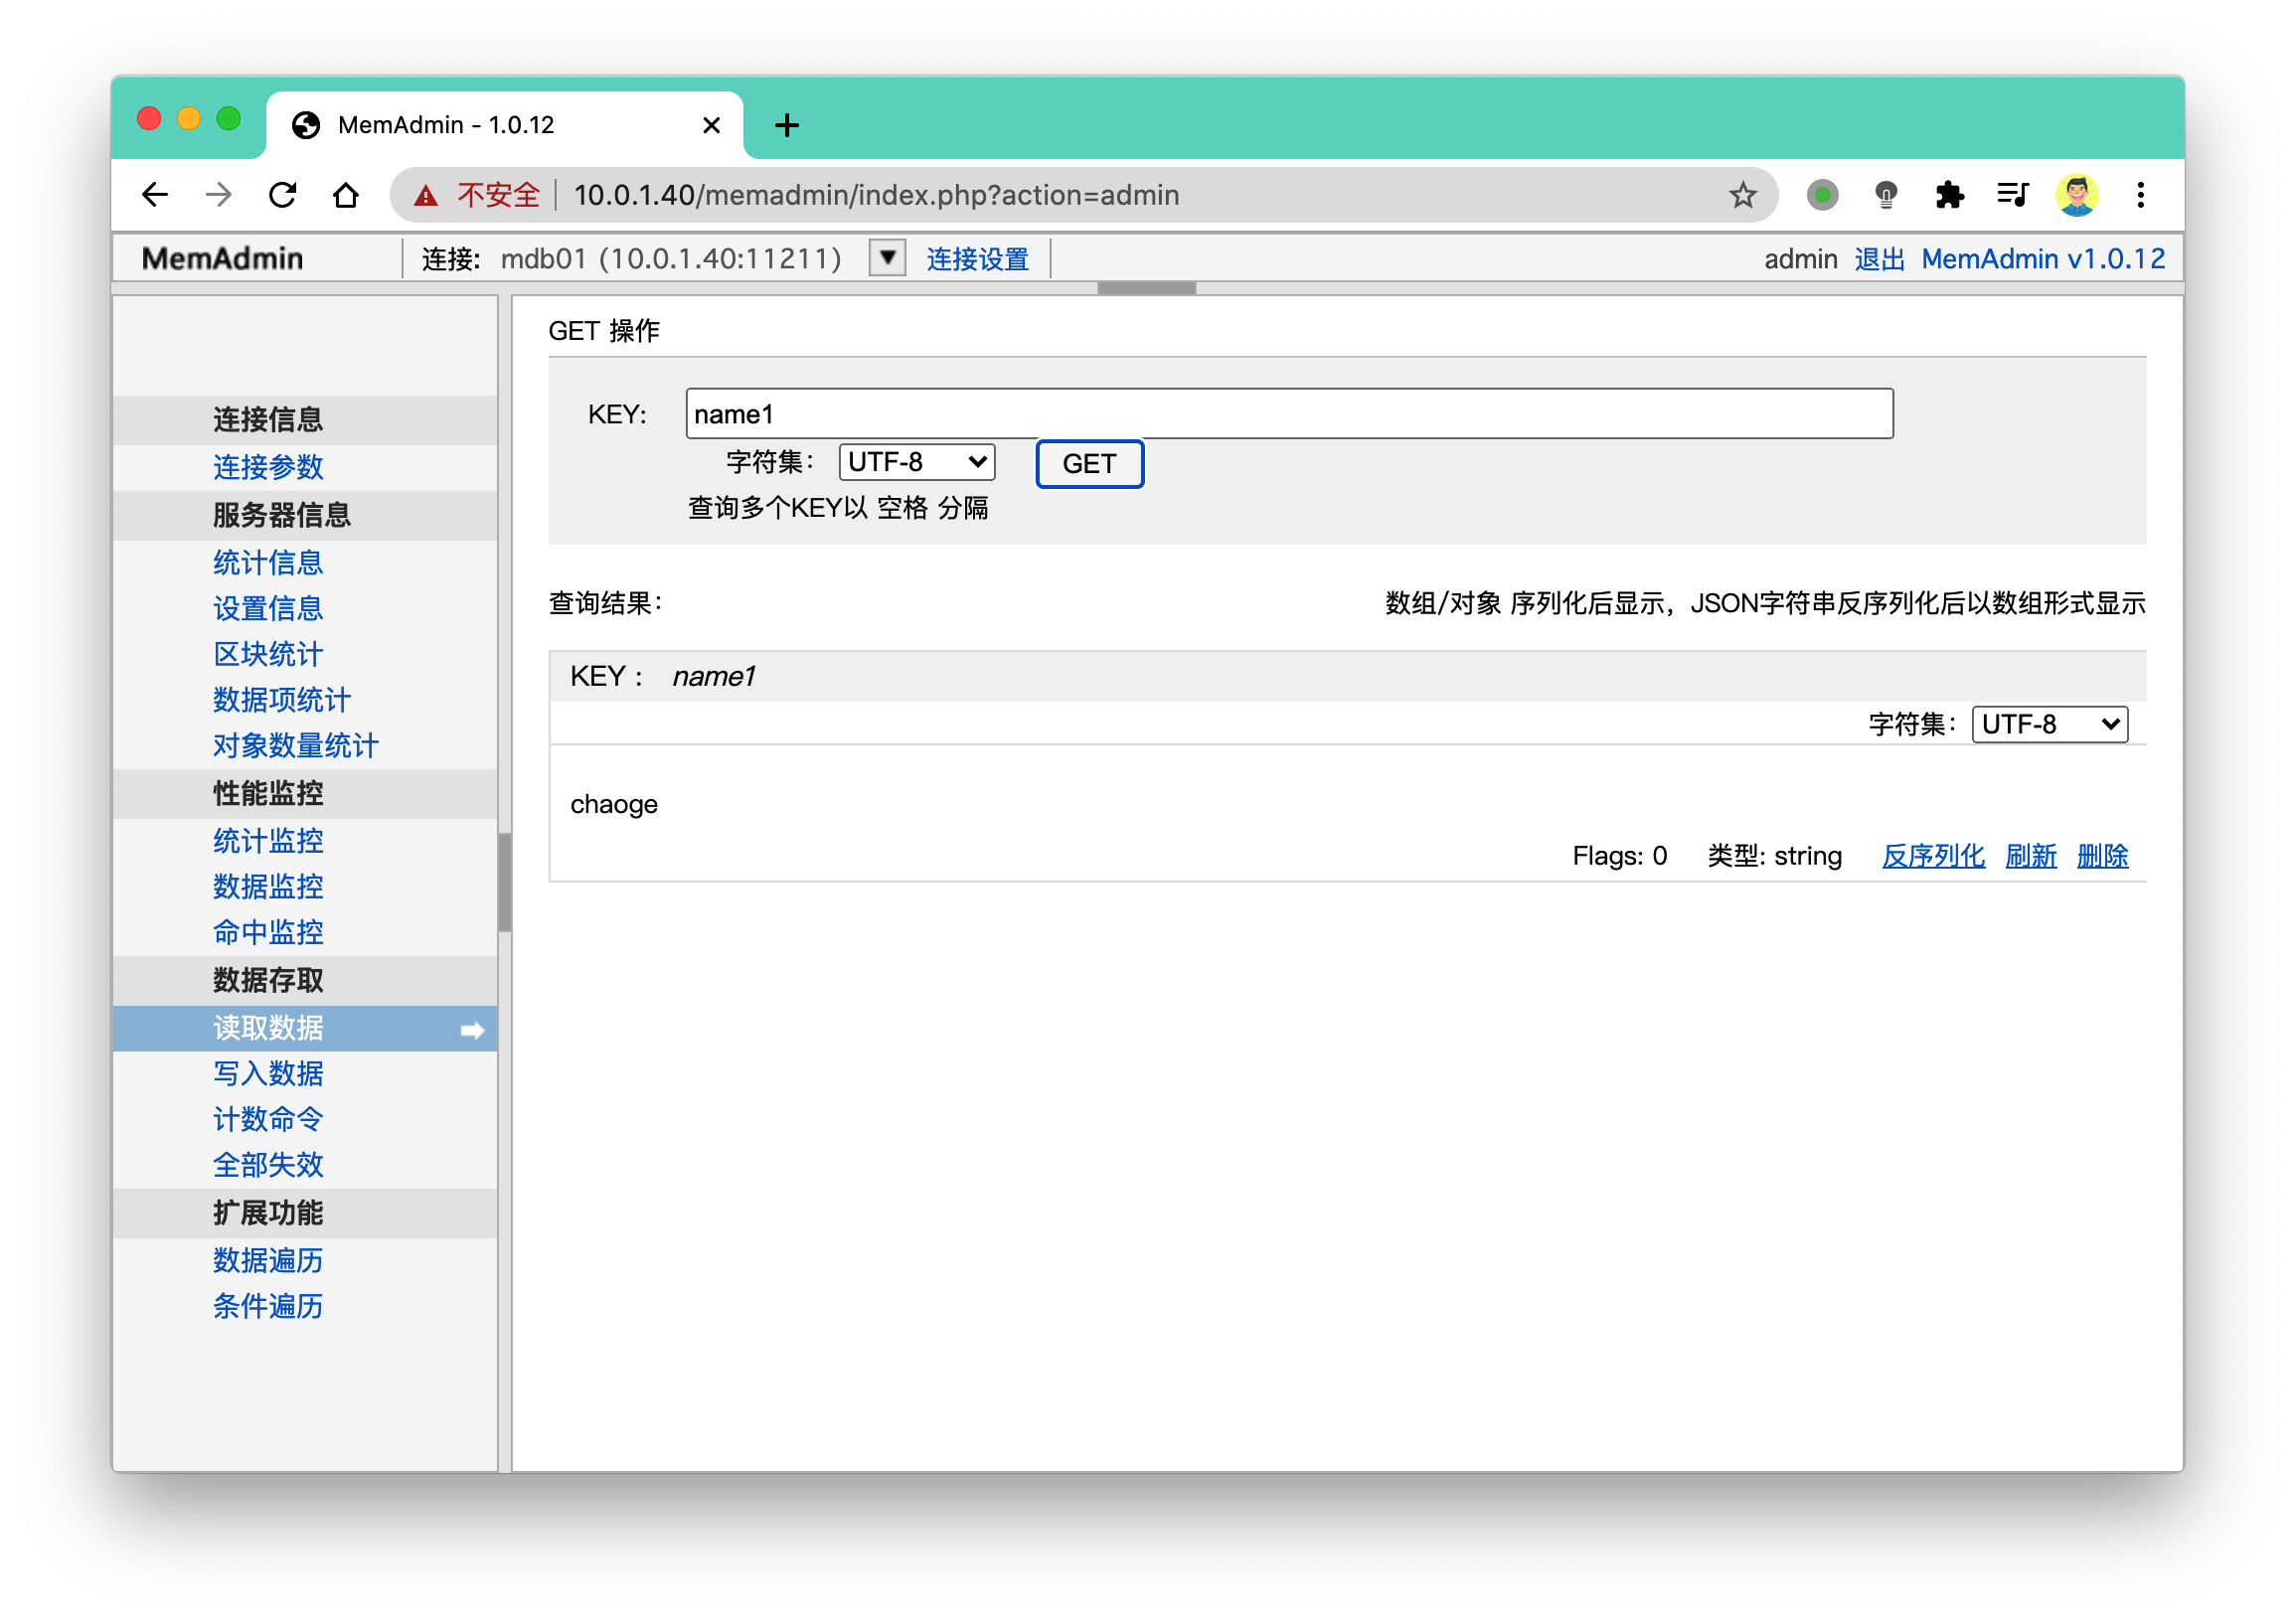 MemAdmin - 1.0.12
不安全 10.0.1.40/memadmin/index.php?action=admin
MemAdmin 连接: mdb01 (10.0.1.40:11211) 连接设置 admin 退出 MemAdmin v1.0.12
连接信息
连接参数
服务器信息
统计信息
设置信息
区块统计
数据项统计
对象数量统计
性能监控
统计监控
数据监控
命中监控
数据存取
读取数据
写入数据
计数命令
全部失效
扩展功能
数据遍历
条件遍历
GET 操作
KEY: name1
字符集: UTF-8 GET
查询多个KEY以 空格 分隔
查询结果: 数组/对象 序列化后显示，JSON字符串反序列化后以数组形式显示
KEY : name1
字符集: UTF-8
chaoge
Flags: 0 类型: string 反序列化 刷新 删除